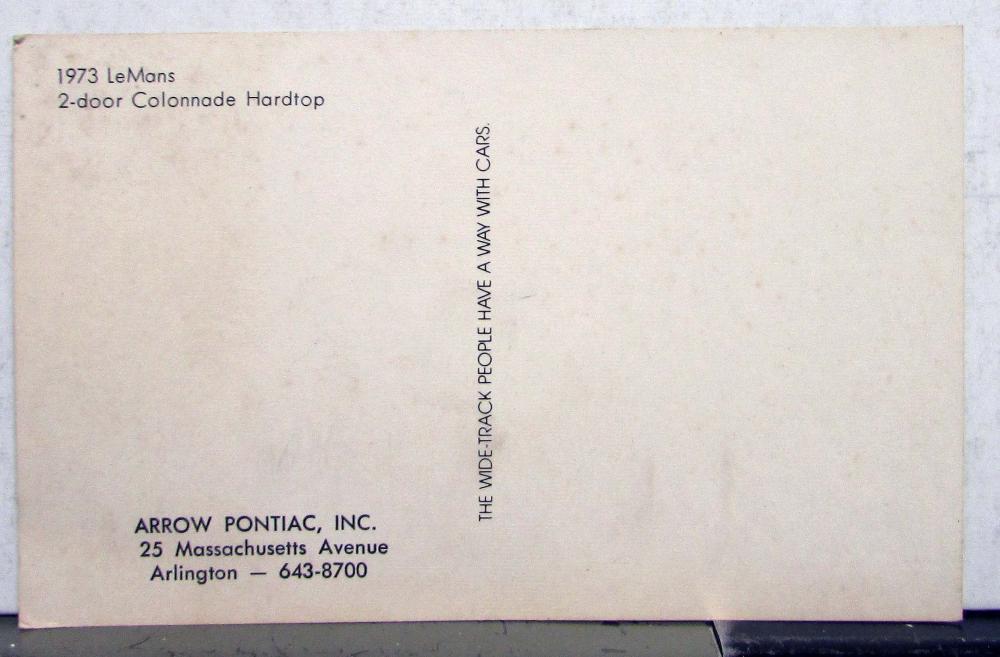 1973 LeMans
2-door Colonnade Hardtop
THE WIDE-TRACK PEOPLE HAVE A WAY WITH CARS.
ARROW PONTIAC, INC.
25 Massachusetts Avenue
Arlington — 643-8700